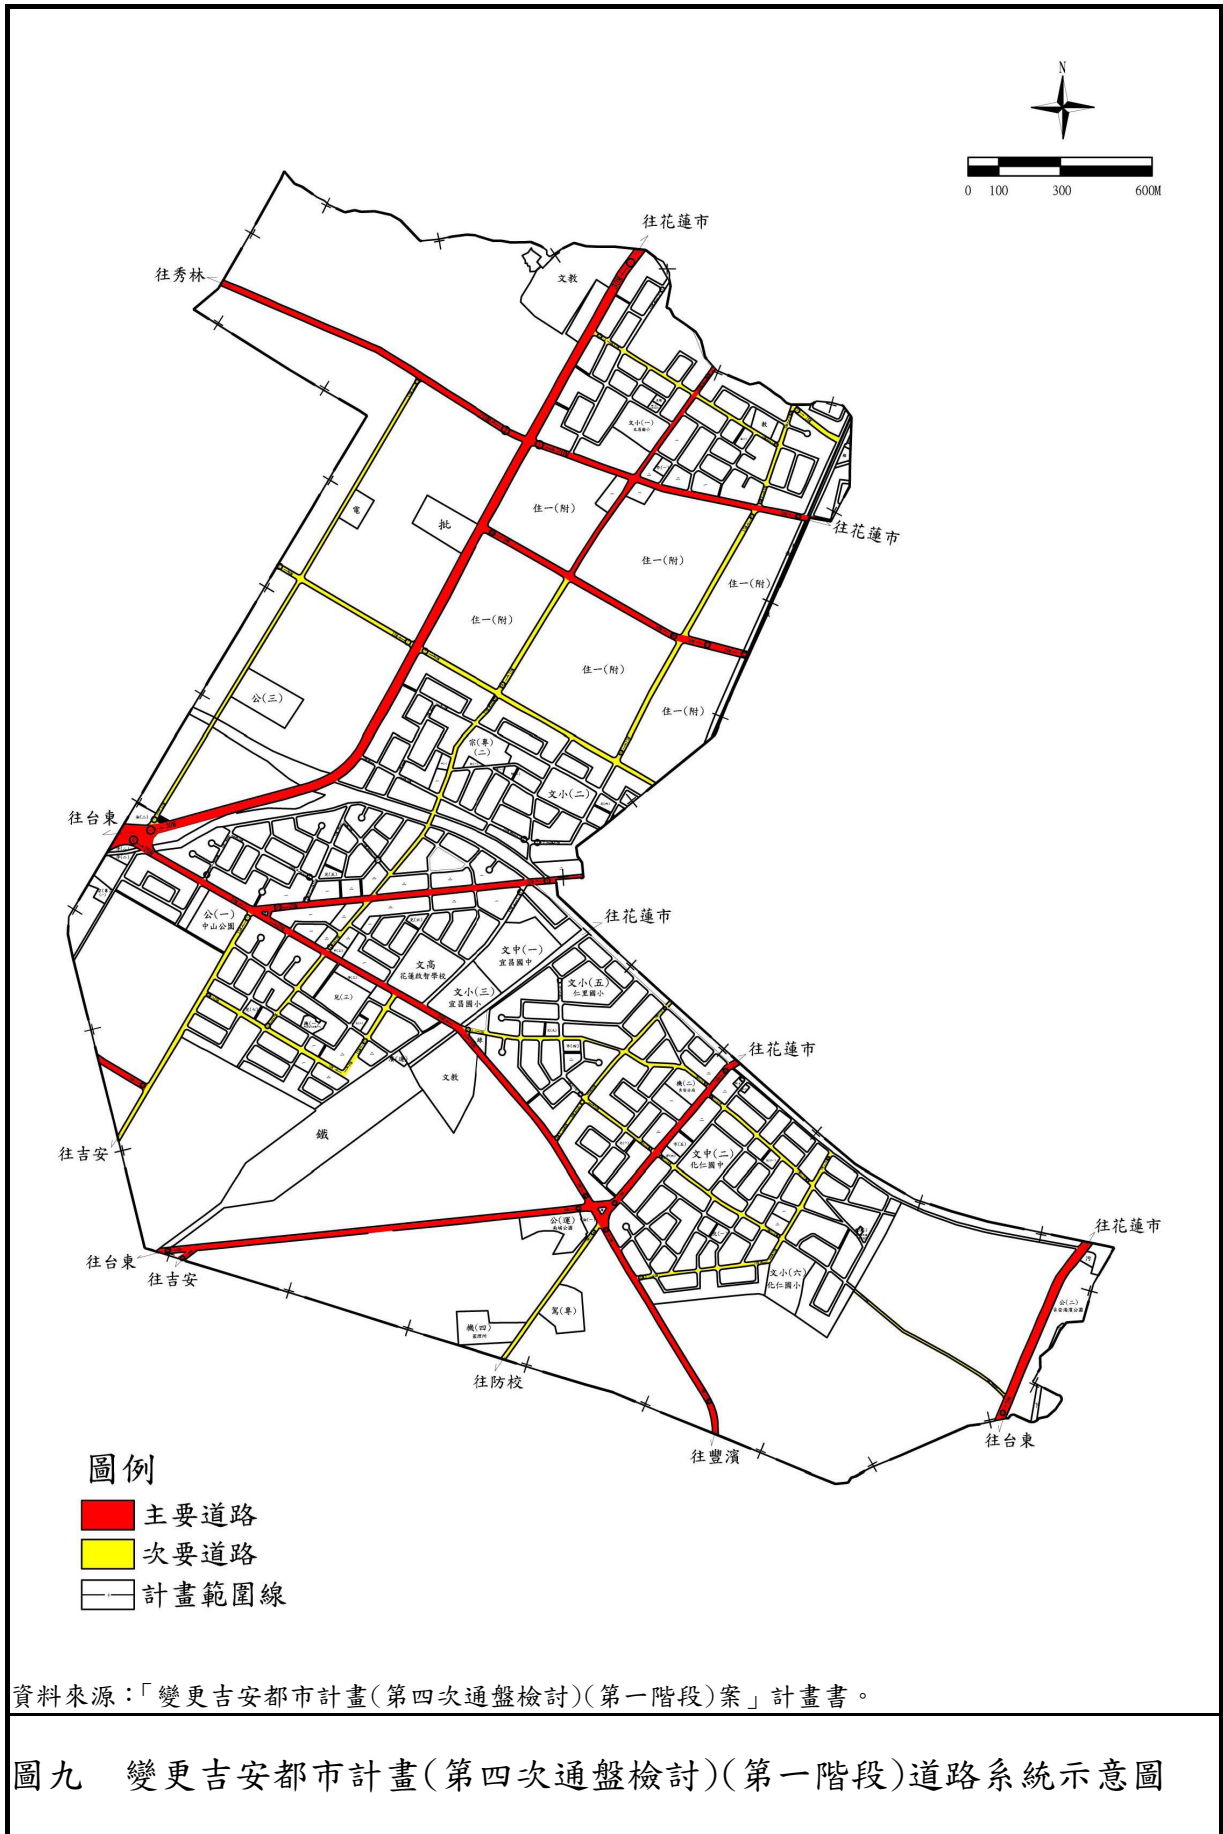 N
0 100 300 600M
往花蓮市
往秀林
文教
文小(一)
教
電
批
住一(附)
往花蓮市
住一(附)
住一(附)
住一(附)
住一(附)
公(三)
住一(附)
宗(專)
(二)
文小(二)
往台東
公(一)
中山公園
往花蓮市
文中(一)
宜昌國中
文高
花蓮啟智學校
文小(三)
宜昌國小
文小(五)
仁里國小
兒(三)
綠
文教
往花蓮市
機(二)
鐵
往吉安
文中(二)
化仁國中
公(運)
往花蓮市
往台東
往吉安
文小(六)
化仁國小
污
公(二)
駕(專)
機(四)
往防校
往台東
往豐濱
圖例
主要道路
次要道路
計畫範圍線
資料來源：「變更吉安都市計畫(第四次通盤檢討)(第一階段)案」計畫書。
圖九 變更吉安都市計畫(第四次通盤檢討)(第一階段)道路系統示意圖